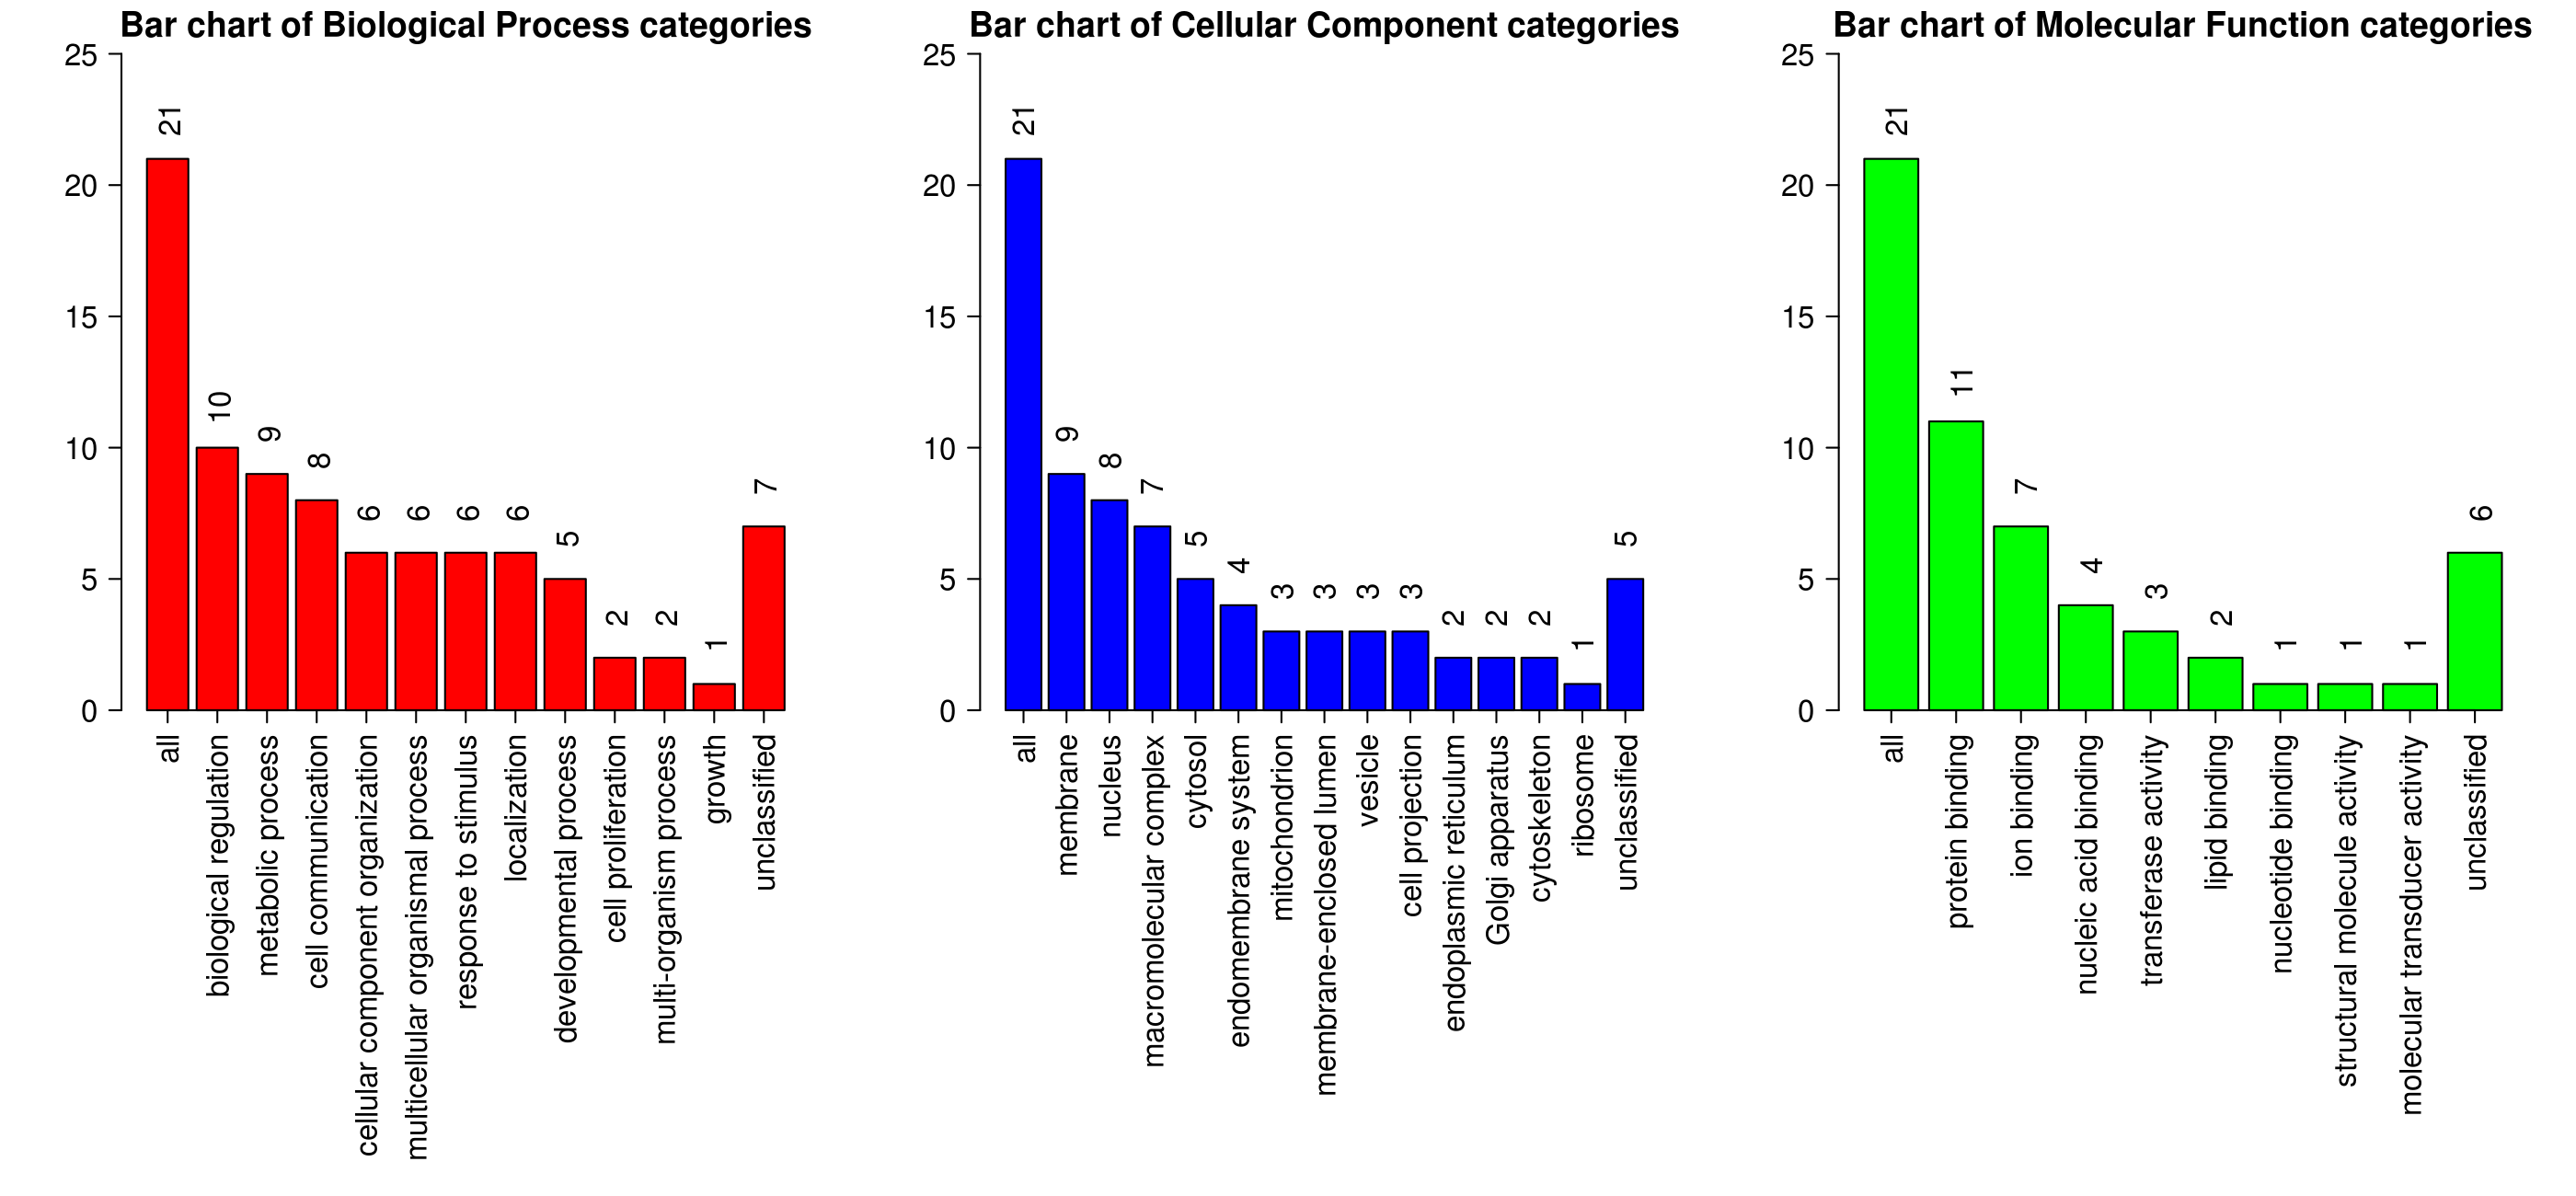 Bar chart of Biological Process categories
25
20
15
10
5
0
21
10
9
8
6
6
6
6
5
2
2
1
7
all
biological regulation
metabolic process
cell communication
cellular component organization
multicellular organismal process
response to stimulus
localization
developmental process
cell proliferation
multi-organism process
growth
unclassified
Bar chart of Cellular Component categories
25
20
15
10
5
0
21
9
8
7
5
4
3
3
3
3
2
2
2
1
5
all
membrane
nucleus
macromolecular complex
cytosol
endomembrane system
mitochondrion
membrane-enclosed lumen
vesicle
cell projection
endoplasmic reticulum
Golgi apparatus
cytoskeleton
ribosome
unclassified
Bar chart of Molecular Function categories
25
20
15
10
5
0
21
11
7
4
3
2
1
1
1
6
all
protein binding
ion binding
nucleic acid binding
transferase activity
lipid binding
nucleotide binding
structural molecule activity
molecular transducer activity
unclassified